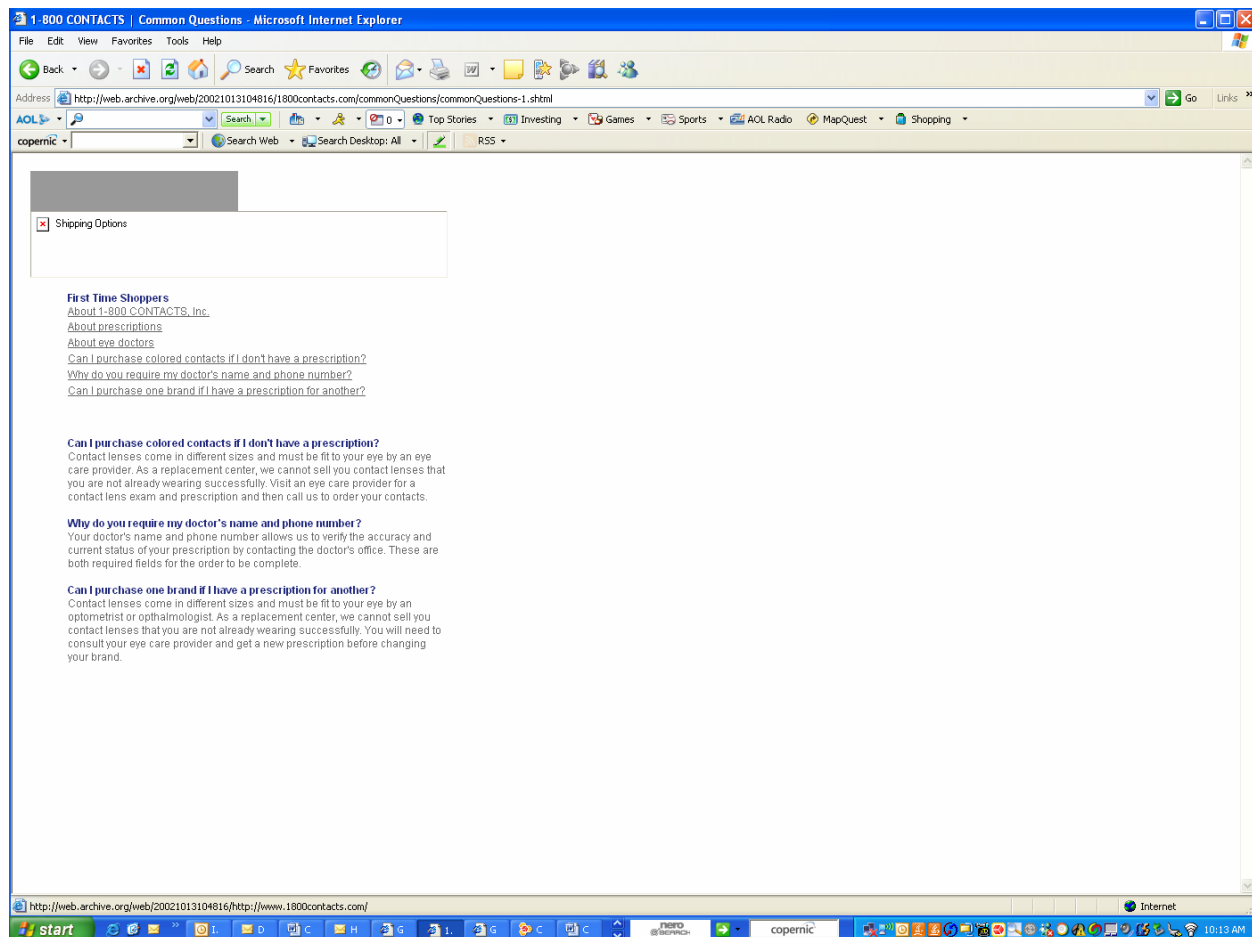 1-800 CONTACTS | Common Questions - Microsoft Internet Explorer
File Edit View Favorites Tools Help
Back Search Favorites
Address http://web.archive.org/web/20021013104816/1800contacts.com/commonQuestions/commonQuestions-1.shtml Go Links »
AOL Search 0 Top Stories Investing Games Sports AOL Radio MapQuest Shopping
copernic Search Web Search Desktop: All RSS
Shipping Options
First Time Shoppers
About 1-800 CONTACTS, Inc.
About prescriptions
About eye doctors
Can I purchase colored contacts if I don't have a prescription?
Why do you require my doctor's name and phone number?
Can I purchase one brand if I have a prescription for another?
Can I purchase colored contacts if I don't have a prescription?
Contact lenses come in different sizes and must be fit to your eye by an eye
care provider. As a replacement center, we cannot sell you contact lenses that
you are not already wearing successfully. Visit an eye care provider for a
contact lens exam and prescription and then call us to order your contacts.
Why do you require my doctor's name and phone number?
Your doctor's name and phone number allows us to verify the accuracy and
current status of your prescription by contacting the doctor's office. These are
both required fields for the order to be complete.
Can I purchase one brand if I have a prescription for another?
Contact lenses come in different sizes and must be fit to your eye by an
optometrist or opthalmologist. As a replacement center, we cannot sell you
contact lenses that you are not already wearing successfully. You will need to
consult your eye care provider and get a new prescription before changing
your brand.
http://web.archive.org/web/20021013104816/http://www.1800contacts.com/ Internet
start » I. D C H G 1. G C C nero SEARCH copernic 10:13 AM